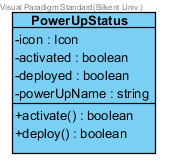 Visual Paradigm Standard(Bilkent Univ.)
PowerUpStatus
-icon : Icon
-activated : boolean
-deployed : boolean
-powerUpName : string
+activate() : boolean
+deploy() : boolean